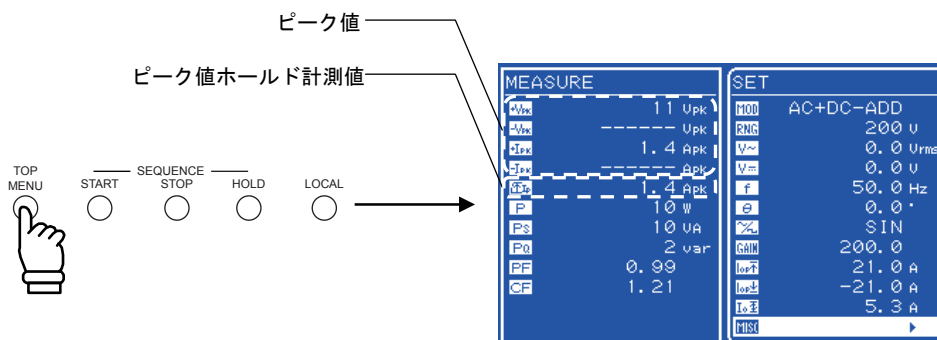 ピーク値
ピーク値ホールド計測値
TOP
MENU
SEQUENCE
START
STOP
HOLD
LOCAL
MEASURE
+VPK 11 Vpk
-VPK ------ Vpk
+IPK 1.4 Apk
-IPK ------ Apk
1.4 Apk
P 10 W
PS 10 VA
PQ 2 var
PF 0.99
CF 1.21
SET
MOD AC+DC-ADD
RNG 200 V
V~ 0.0 Vrms
V⎓ 0.0 V
f 50.0 Hz
θ 0.0°
SIN
GAIN 200.0
21.0 A
-21.0 A
5.3 A
MISC